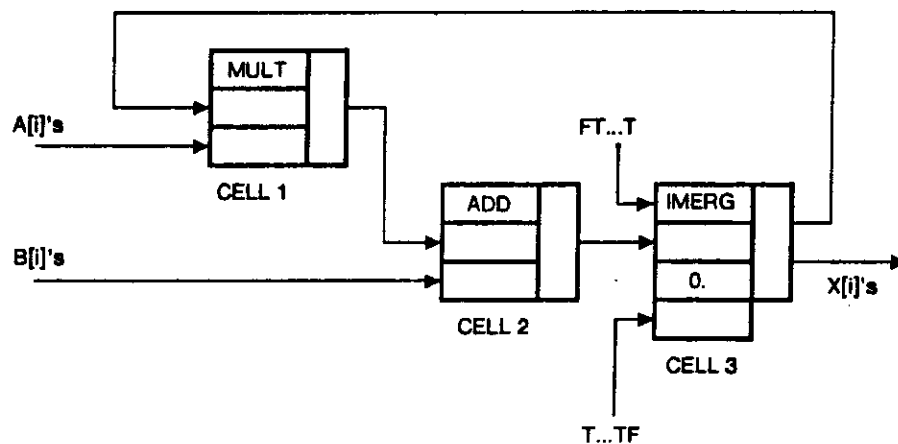 MULT
A[i]'s
FT...T
CELL 1
ADD
IMERG
B[i]'s
0.
X[i]'s
CELL 2
CELL 3
T...TF